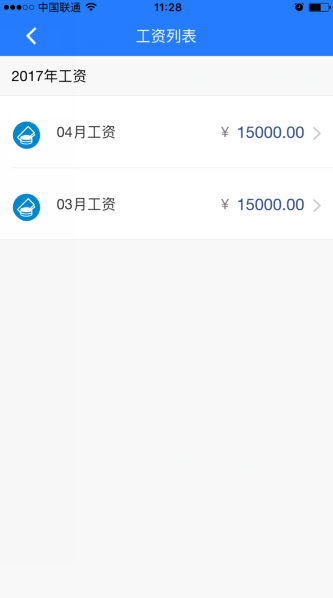 中国联通 11:28
工资列表
2017年工资
04月工资 ¥ 15000.00
03月工资 ¥ 15000.00